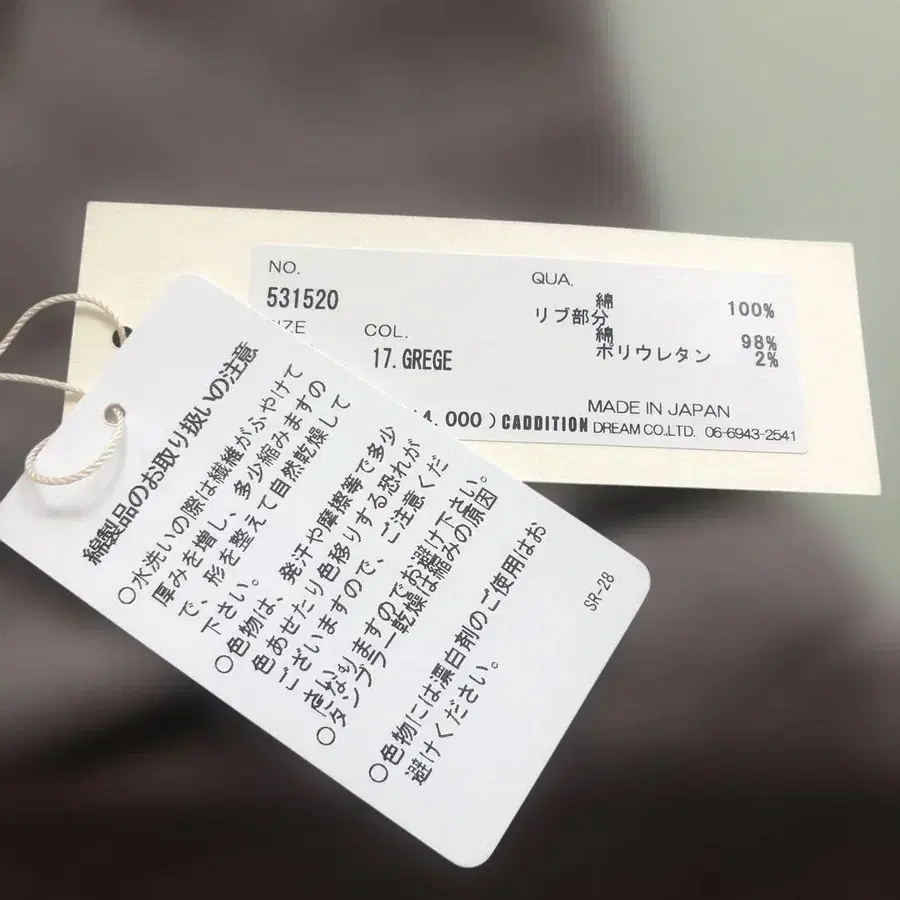 NO.
531520
IZE
COL.
17. GREGE
QUA.
綿 100%
リブ部分
綿 98%
ポリウレタン 2%
4,000) CADDITION
MADE IN JAPAN
DREAM CO.LTD. 06-6943-2541
綿製品のお取り扱いの注意
○水洗いの際は繊維がふやけて
厚みを増し、多少縮みますの
で、形を整えて自然乾燥して
下さい。
○色物は、発汗や摩擦等で多少
色あせたり色移りする恐れが
ございますので、ご注意くだ
さい。
○タンブラー乾燥は縮みの原因
になりますのでお避け下さい。
○色物には漂白剤のご使用はお
避けください。
SR-28